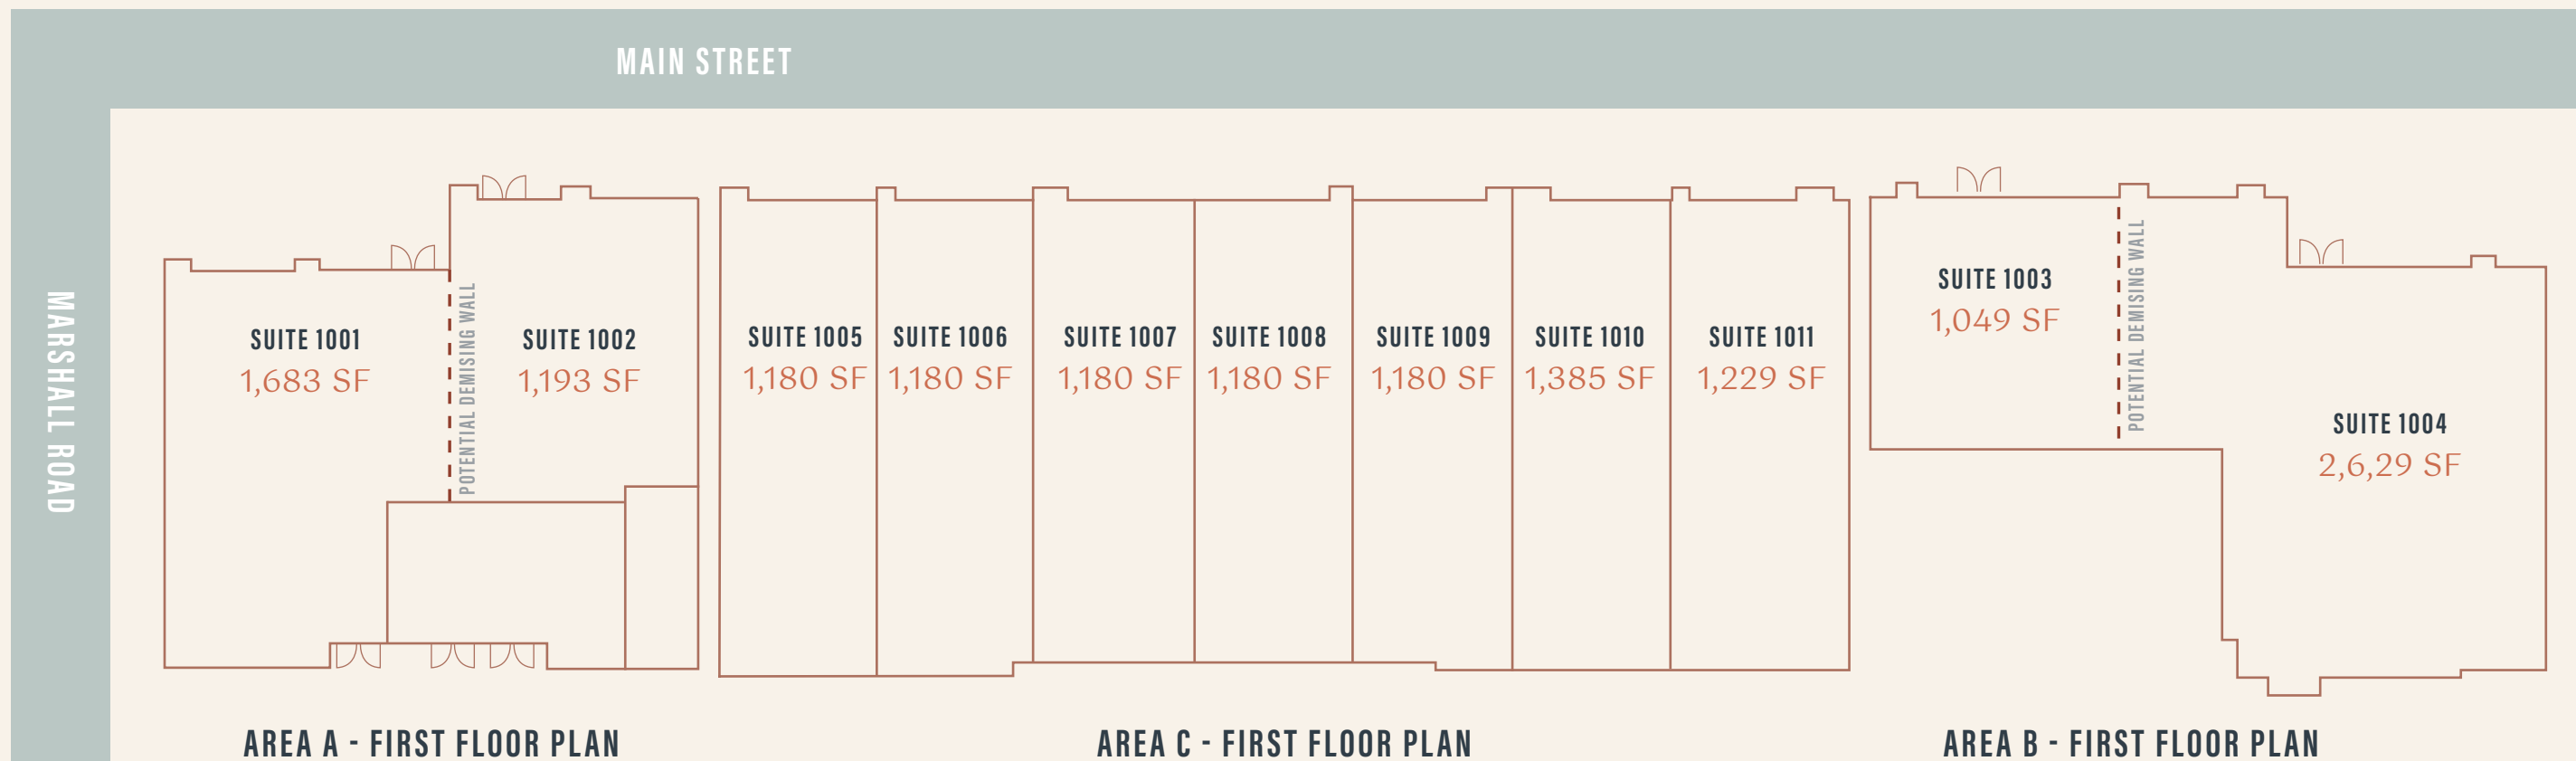 MAIN STREET
MARSHALL ROAD
SUITE 1001
1,683 SF
POTENTIAL DEMISING WALL
SUITE 1002
1,193 SF
AREA A - FIRST FLOOR PLAN
SUITE 1005
1,180 SF
SUITE 1006
1,180 SF
SUITE 1007
1,180 SF
SUITE 1008
1,180 SF
SUITE 1009
1,180 SF
SUITE 1010
1,385 SF
SUITE 1011
1,229 SF
AREA C - FIRST FLOOR PLAN
SUITE 1003
1,049 SF
POTENTIAL DEMISING WALL
SUITE 1004
2,6,29 SF
AREA B - FIRST FLOOR PLAN